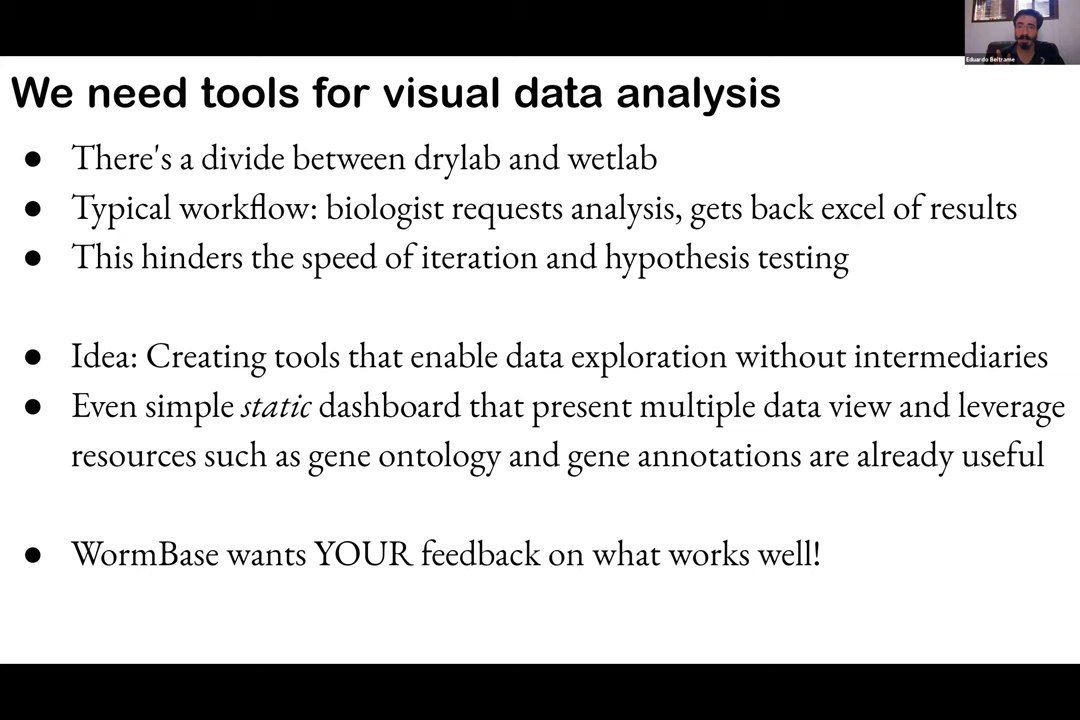 Eduardo Beltrame
We need tools for visual data analysis
● There's a divide between drylab and wetlab
● Typical workflow: biologist requests analysis, gets back excel of results
● This hinders the speed of iteration and hypothesis testing
● Idea: Creating tools that enable data exploration without intermediaries
● Even simple static dashboard that present multiple data view and leverage
resources such as gene ontology and gene annotations are already useful
● WormBase wants YOUR feedback on what works well!